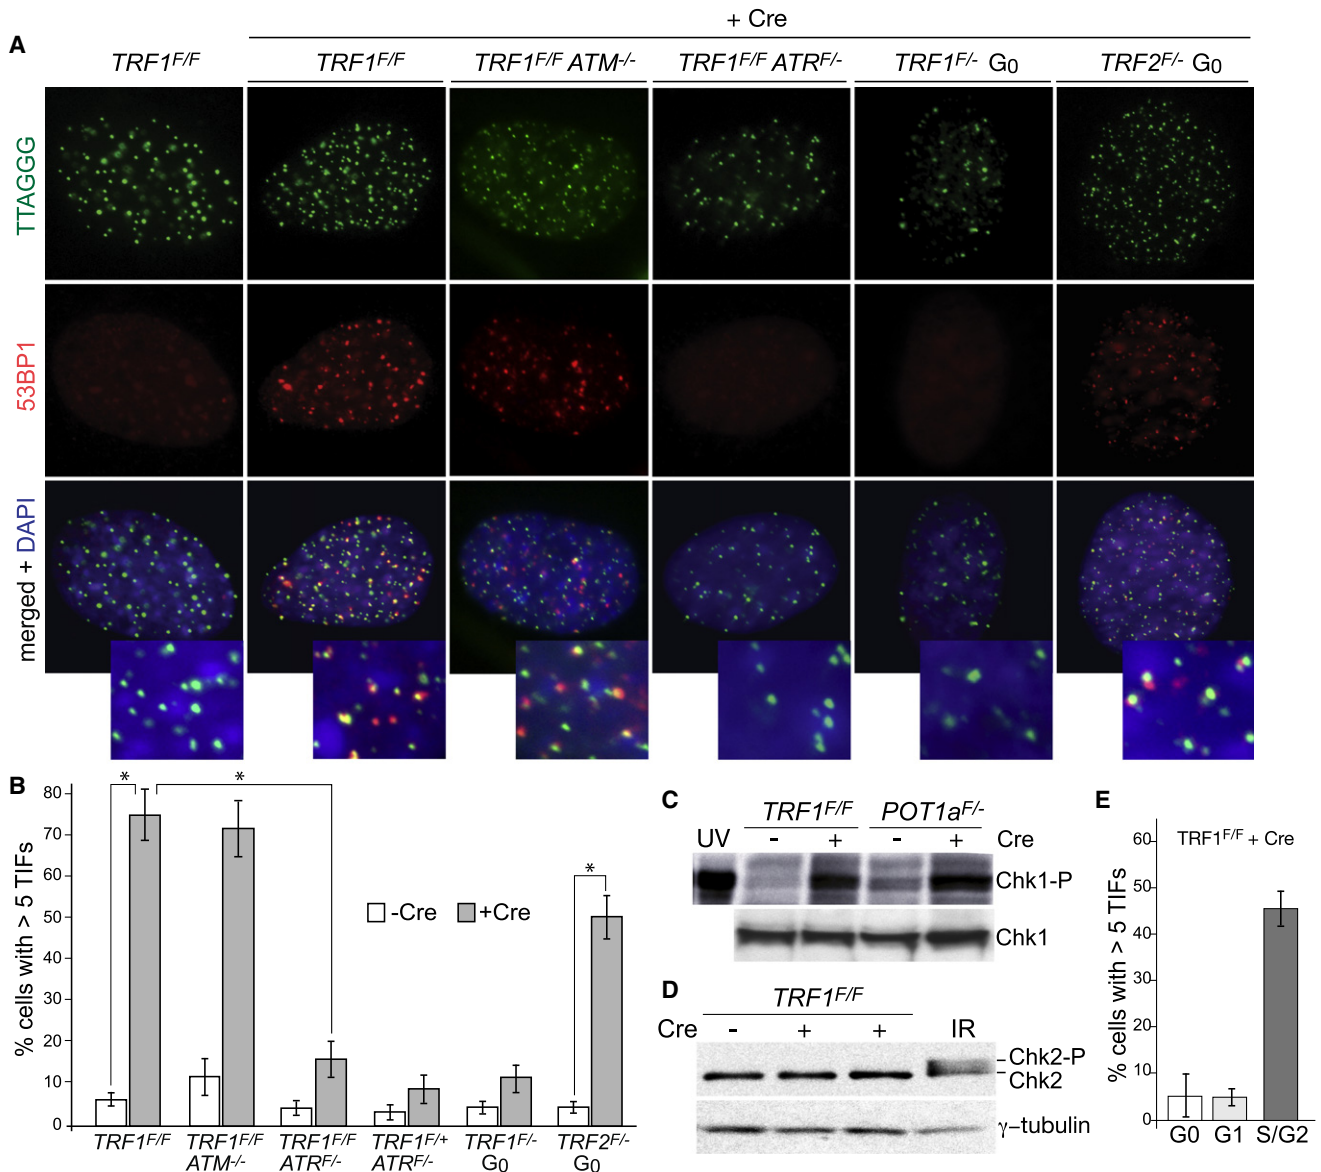 A
+ Cre
TRF1F/F
TRF1F/F
TRF1F/F ATM-/-
TRF1F/F ATRF/-
TRF1F/- G0
TRF2F/- G0
TTAGGG
53BP1
merged + DAPI
B
% cells with > 5 TIFs
80
70
60
50
40
30
20
10
0
* * *
-Cre +Cre
TRF1F/F
TRF1F/F ATM-/-
TRF1F/F ATRF/-
TRF1F/+ ATRF/-
TRF1F/- G0
TRF2F/- G0
C
TRF1F/F POT1aF/-
UV - + - + Cre
Chk1-P
Chk1
D
TRF1F/F
Cre - + + IR
Chk2-P
Chk2
γ-tubulin
E
TRF1F/F + Cre
% cells with > 5 TIFs
60
50
40
30
20
10
0
G0 G1 S/G2